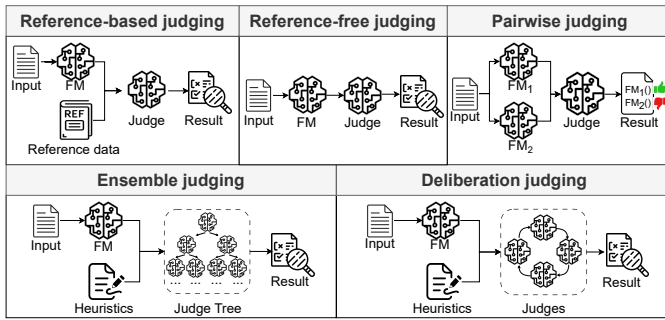 Reference-based judging
Reference-free judging
Pairwise judging
Input
FM
REF
Reference data
Judge
Result
Input
FM
Judge
Result
Input
FM1
FM2
Judge
FM1()
FM2()
Result
Ensemble judging
Deliberation judging
Input
FM
Heuristics
... ... ... ...
Judge Tree
Result
Input
FM
Heuristics
Judges
Result